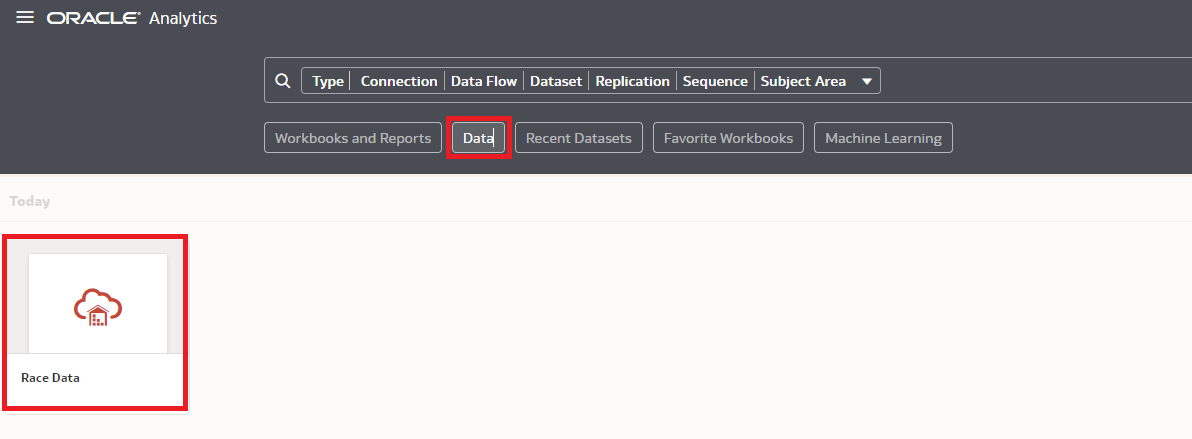 ORACLE Analytics
Type Connection Data Flow Dataset Replication Sequence Subject Area
Workbooks and Reports Data Recent Datasets Favorite Workbooks Machine Learning
Today
Race Data